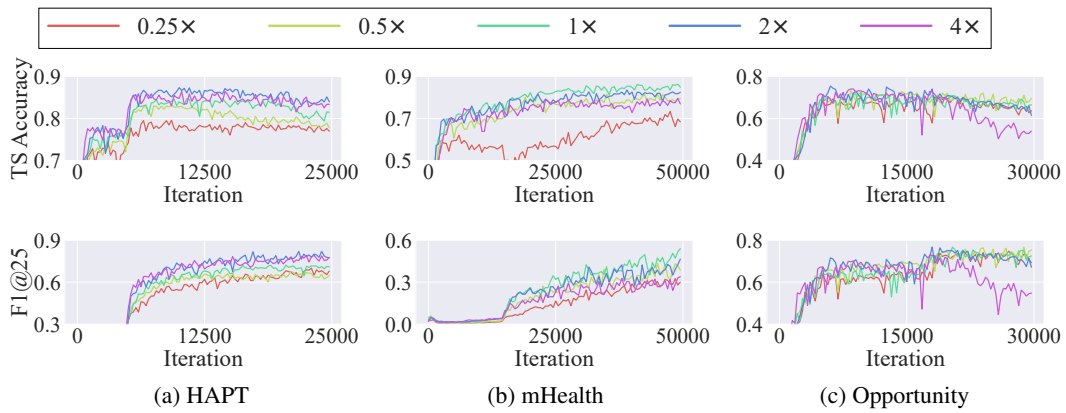 0.25× 0.5× 1× 2× 4×
TS Accuracy
0.9 0.8 0.7
0 12500 25000
Iteration
0.9 0.7 0.5
0 25000 50000
Iteration
0.8 0.6 0.4
0 15000 30000
Iteration
F1@25
0.9 0.6 0.3
0 12500 25000
Iteration
0.6 0.3 0.0
0 25000 50000
Iteration
0.8 0.6 0.4
0 15000 30000
Iteration
(a) HAPT
(b) mHealth
(c) Opportunity